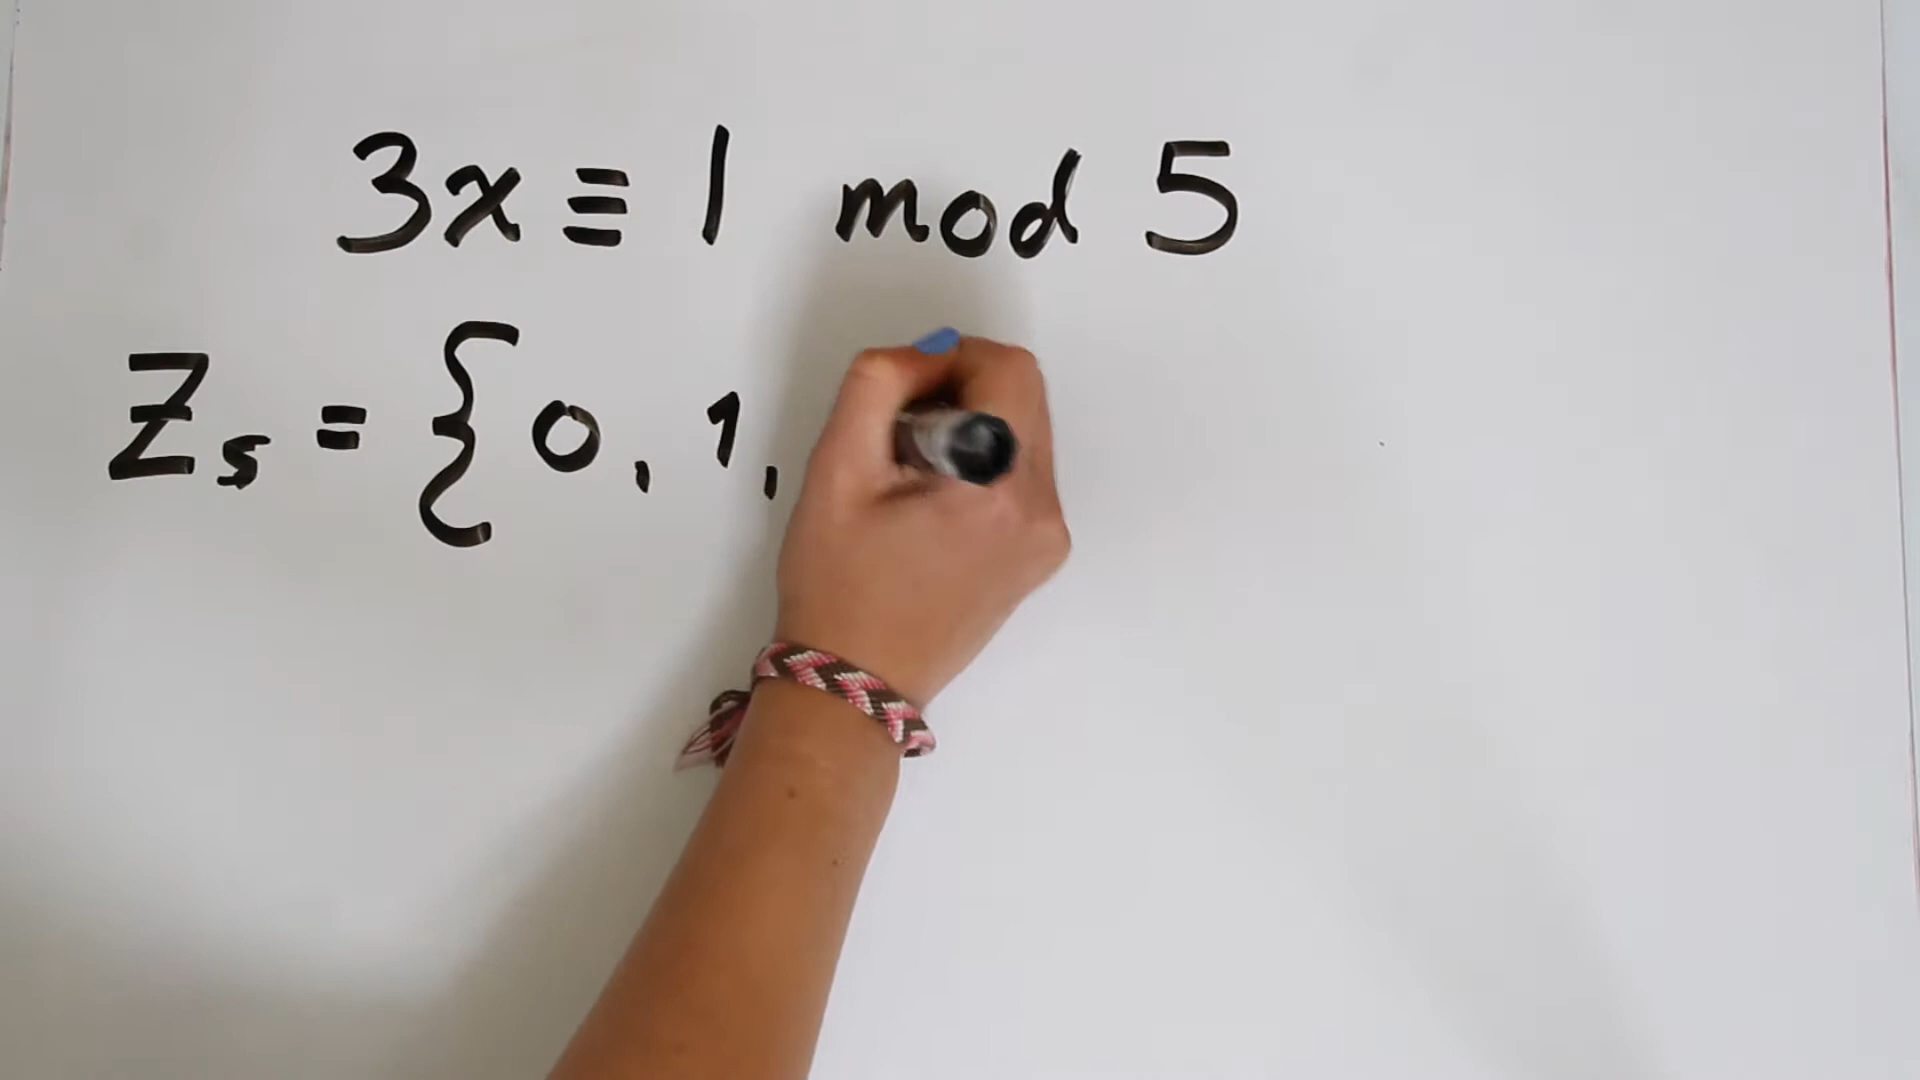 3x ≡ 1 mod 5
Z₅ = { 0, 1,